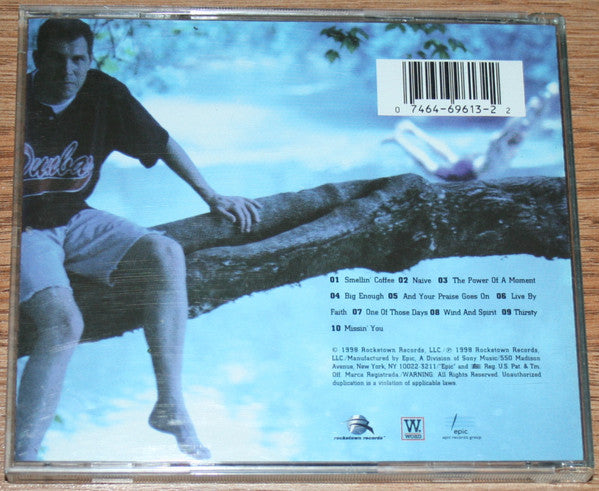 0 7464-69613-2 2
01 Smellin' Coffee 02 Naive 03 The Power Of A Moment
04 Big Enough 05 And Your Praise Goes On 06 Live By
Faith 07 One Of Those Days 08 Wind And Spirit 09 Thirsty
10 Missin' You
© 1998 Rocketown Records, LLC./℗ 1998 Rocketown Records,
LLC./Manufactured by Epic, A Division of Sony Music/550 Madison
Avenue, New York, NY 10022-3211/"Epic" and Reg. U.S. Pat. & Tm.
Off. Marca Registrada./WARNING: All Rights Reserved. Unauthorized
duplication is a violation of applicable laws.
rocketown records
W.
WORD
epic
epic records group